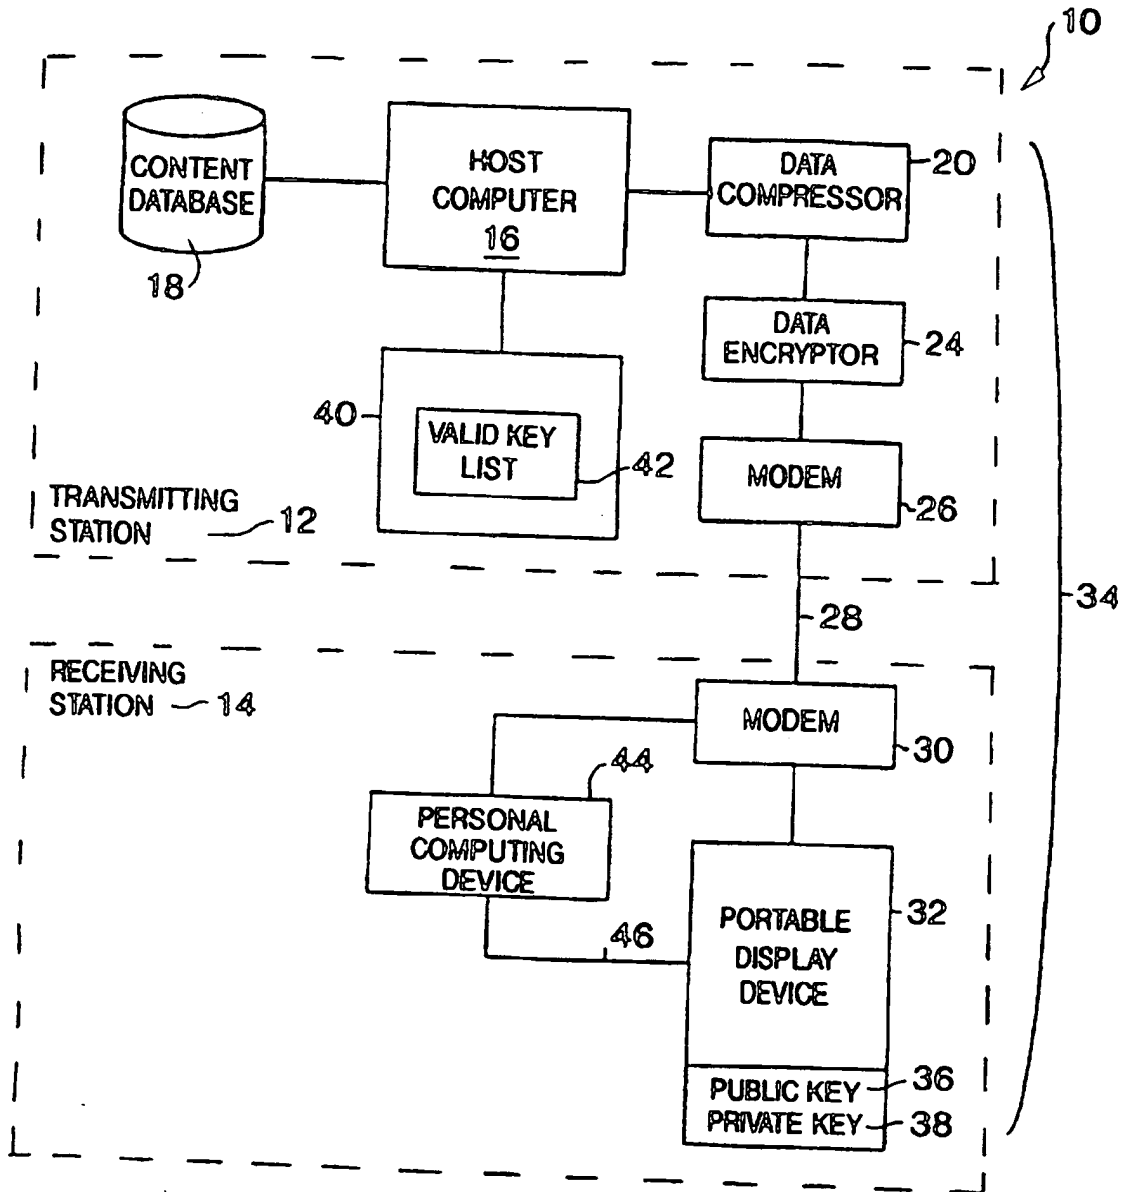 10
CONTENT
DATABASE
18
HOST
COMPUTER
16
DATA
COMPRESSOR
20
DATA
ENCRYPTOR
24
40
VALID KEY
LIST
42
MODEM
26
TRANSMITTING
STATION
12
28
34
RECEIVING
STATION
14
MODEM
30
44
PERSONAL
COMPUTING
DEVICE
46
PORTABLE
DISPLAY
DEVICE
32
PUBLIC KEY
36
PRIVATE KEY
38